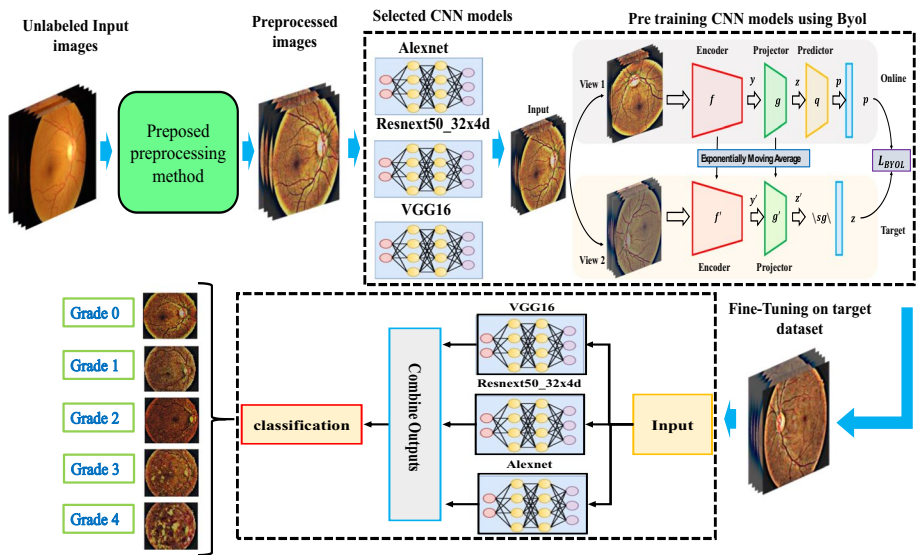 Unlabeled Input
images
Preposed
preprocessing
method
Preprocessed
images
Selected CNN models
Alexnet
Resnext50_32x4d
VGG16
Pre training CNN models using Byol
Input
View 1
View 2
Encoder
Projector
Predictor
f
y
g
z
q
p
p
Online
Exponentially Moving Average
L_BYOL
f'
y'
g'
z'
\sg\
z
Target
Encoder
Projector
Fine-Tuning on target
dataset
Input
VGG16
Resnext50_32x4d
Alexnet
Combine Outputs
classification
Grade 0
Grade 1
Grade 2
Grade 3
Grade 4